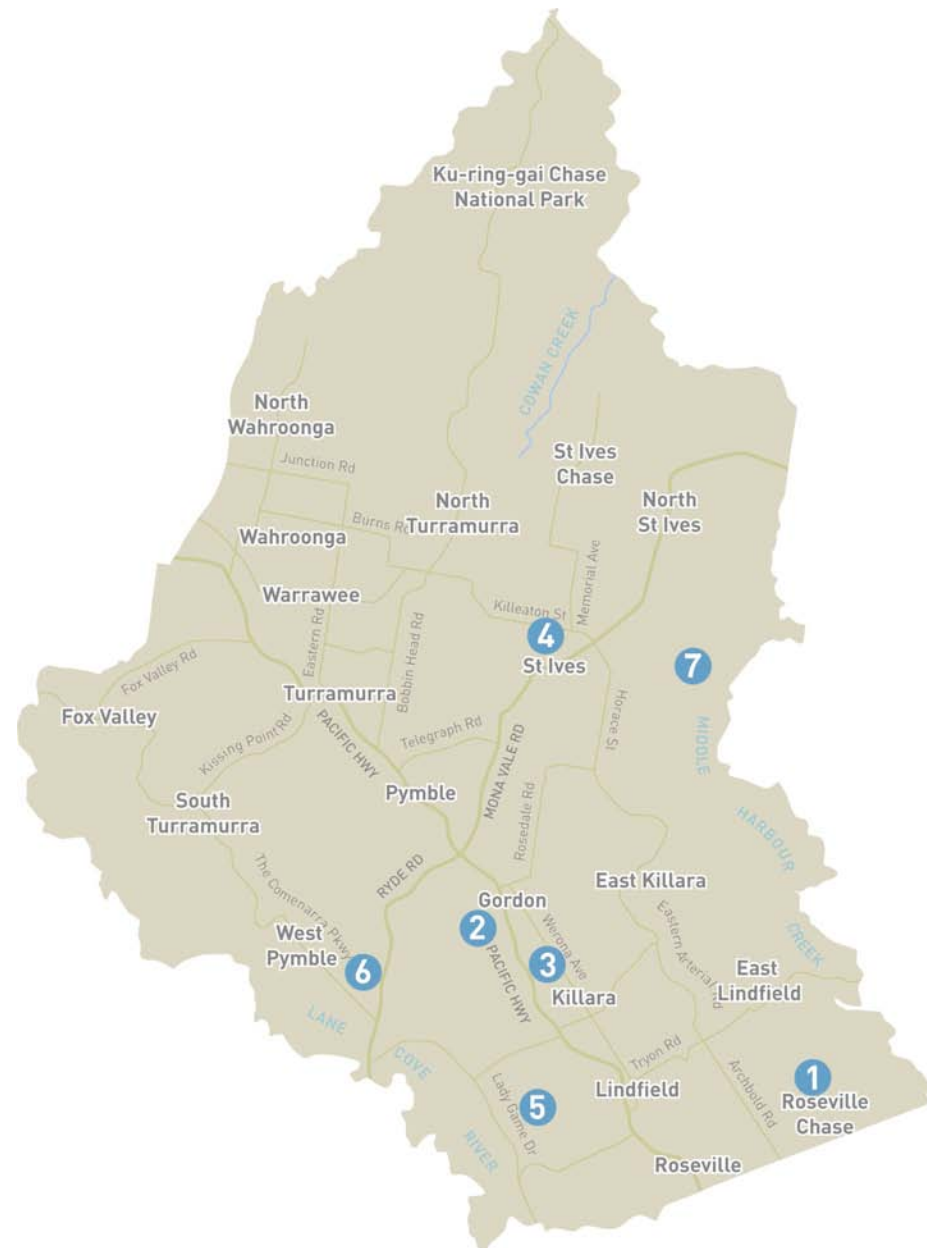 Ku-ring-gai Chase
National Park
COWAN CREEK
North
Wahroonga
Junction Rd
St Ives
Chase
North
Turramurra
North
St Ives
Burns Rd
Wahroonga
Memorial Ave
Warrawee
Killeaton St
4
St Ives
Eastern Rd
Bobbin Head Rd
7
Fox Valley Rd
Fox Valley
Turramurra
Kissing Point Rd
PACIFIC HWY
Telegraph Rd
MONA VALE RD
Horace St
MIDDLE
HARBOUR
CREEK
Pymble
South
Turramurra
Rosedale Rd
The Comenarra Pkwy
RYDE RD
East Killara
Gordon
2
PACIFIC HWY
Werona Ave
3
Killara
Eastern Arterial Rd
West
Pymble
6
East
Lindfield
LANE
COVE
RIVER
Tryon Rd
Lady Game Dr
5
Lindfield
Archbold Rd
1
Roseville
Chase
Roseville